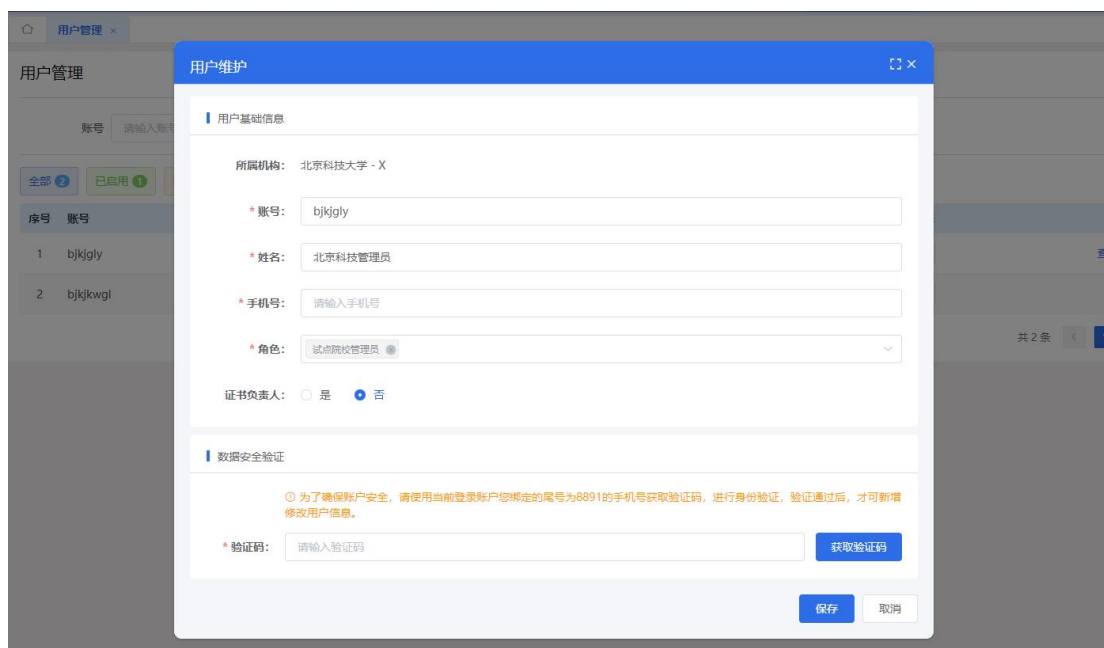 用户管理 ×
用户管理
账号 请输入账号
全部 2 已启用 1
序号 账号
1 bjkjgly
2 bjkjkwgl
共 2 条
用户维护
用户基础信息
所属机构： 北京科技大学 - X
* 账号： bjkjgly
* 姓名： 北京科技管理员
* 手机号： 请输入手机号
* 角色： 试点院校管理员
证书负责人： 是 否
数据安全验证
为了确保账户安全，请使用当前登录账户您绑定的尾号为8891的手机号获取验证码，进行身份验证，验证通过后，才可新增
修改用户信息。
* 验证码： 请输入验证码 获取验证码
保存 取消